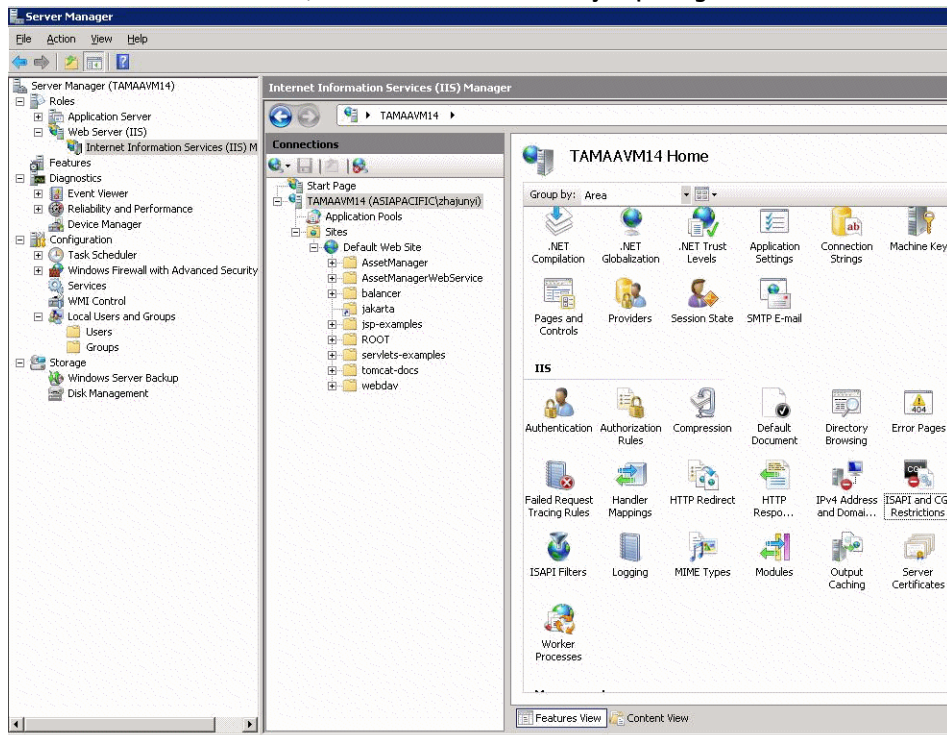 Server Manager
File Action View Help
Server Manager (TAMAAVM14)
Roles
Application Server
Web Server (IIS)
Internet Information Services (IIS) M
Features
Diagnostics
Event Viewer
Reliability and Performance
Device Manager
Configuration
Task Scheduler
Windows Firewall with Advanced Security
Services
WMI Control
Local Users and Groups
Users
Groups
Storage
Windows Server Backup
Disk Management
Internet Information Services (IIS) Manager
TAMAAVM14
Connections
Start Page
TAMAAVM14 (ASIAPACIFIC\zhajunyi)
Application Pools
Sites
Default Web Site
AssetManager
AssetManagerWebService
balancer
jakarta
jsp-examples
ROOT
servlets-examples
tomcat-docs
webdav
TAMAAVM14 Home
Group by: Area
.NET Compilation
.NET Globalization
.NET Trust Levels
Application Settings
Connection Strings
Machine Key
Pages and Controls
Providers
Session State
SMTP E-mail
IIS
Authentication
Authorization Rules
Compression
Default Document
Directory Browsing
Error Pages
Failed Request Tracing Rules
Handler Mappings
HTTP Redirect
HTTP Respo...
IPv4 Address and Domai...
ISAPI and CG Restrictions
ISAPI Filters
Logging
MIME Types
Modules
Output Caching
Server Certificates
Worker Processes
Features View
Content View